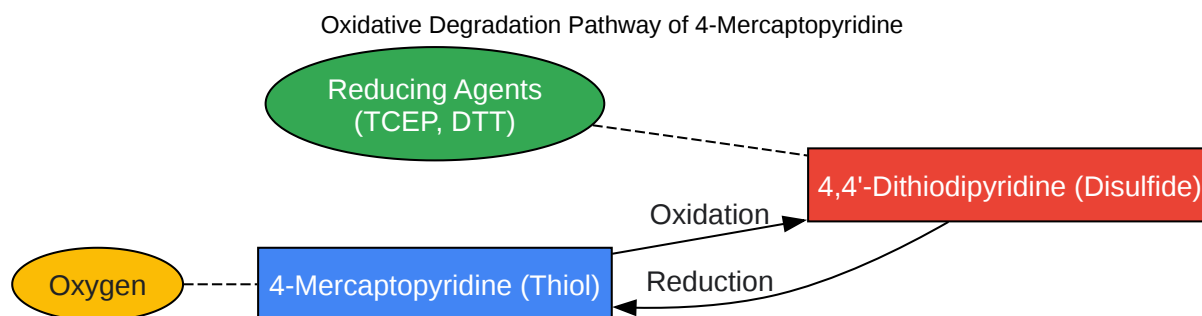 Oxidative Degradation Pathway of 4-Mercaptopyridine
Reducing Agents
(TCEP, DTT)
4,4'-Dithiodipyridine (Disulfide)
Oxidation
Oxygen
4-Mercaptopyridine (Thiol)
Reduction